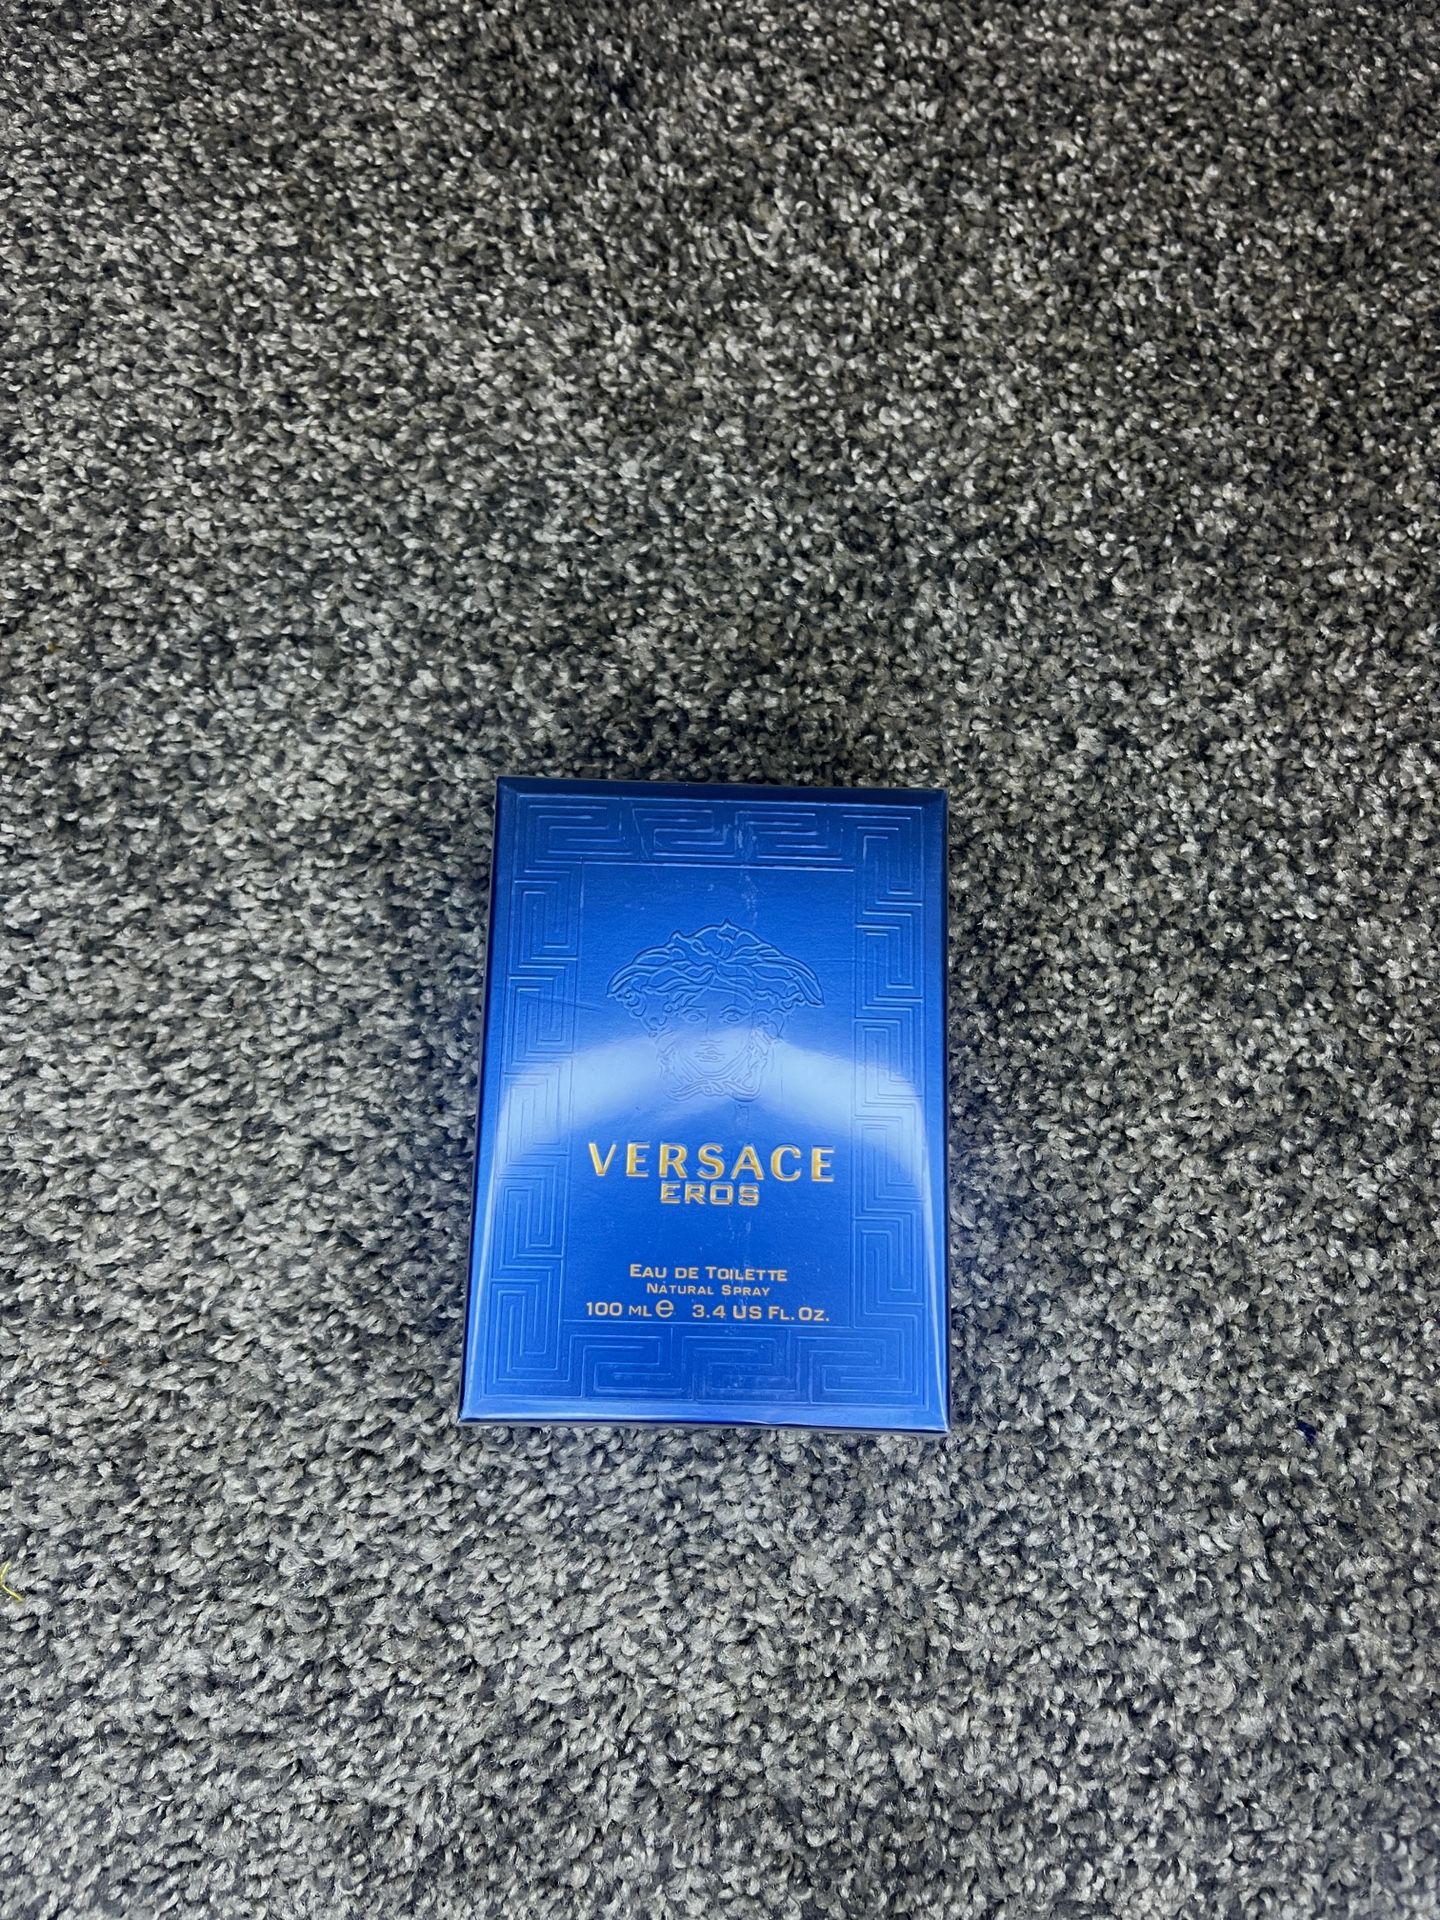 VERSACE
EROS
EAU DE TOILETTE
NATURAL SPRAY
100 ML ℮ 3.4 US FL. OZ.